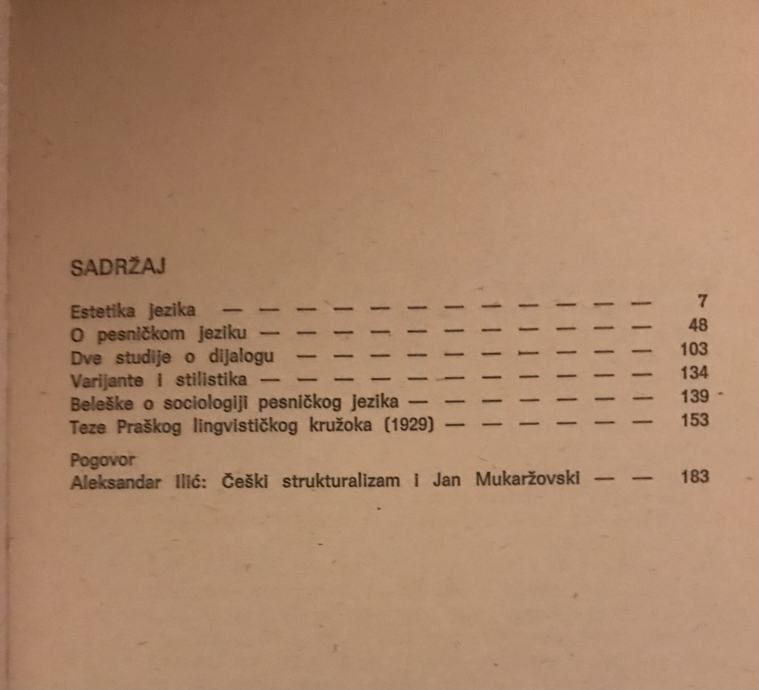 SADRŽAJ
Estetika jezika — — — — — — — — — — — — 7
O pesničkom jeziku — — — — — — — — — — — 48
Dve studije o dijalogu — — — — — — — — — — 103
Varijante i stilistika — — — — — — — — — — — 134
Beleške o sociologiji pesničkog jezika — — — — — — — 139
Teze Praškog lingvističkog kružoka (1929) — — — — — — 153
Pogovor
Aleksandar Ilić: Češki strukturalizam i Jan Mukaržovski — — 183